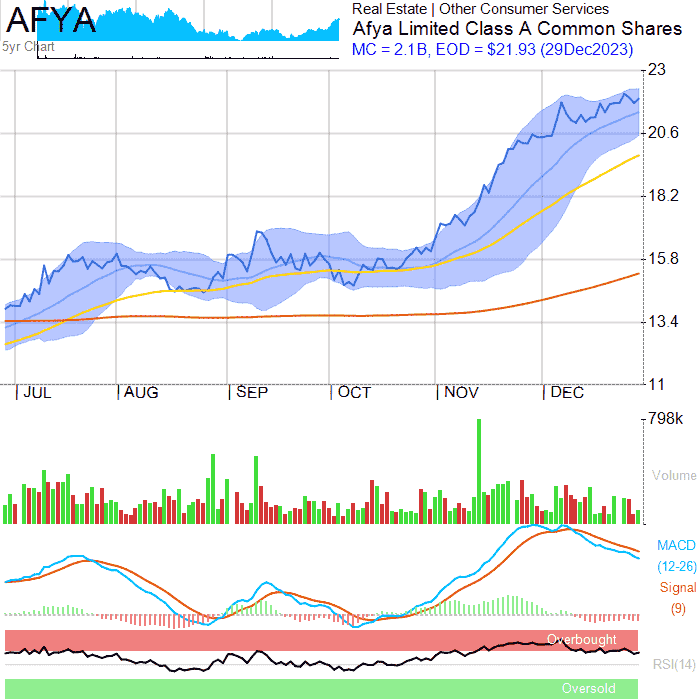 AFYA
5yr Chart
Real Estate | Other Consumer Services
Afya Limited Class A Common Shares
MC = 2.1B, EOD = $21.93 (29Dec2023)
23
20.6
18.2
15.8
13.4
11
JUL AUG SEP OCT NOV DEC
798k
Volume
MACD
(12-26)
Signal
(9)
Overbought
RSI(14)
Oversold